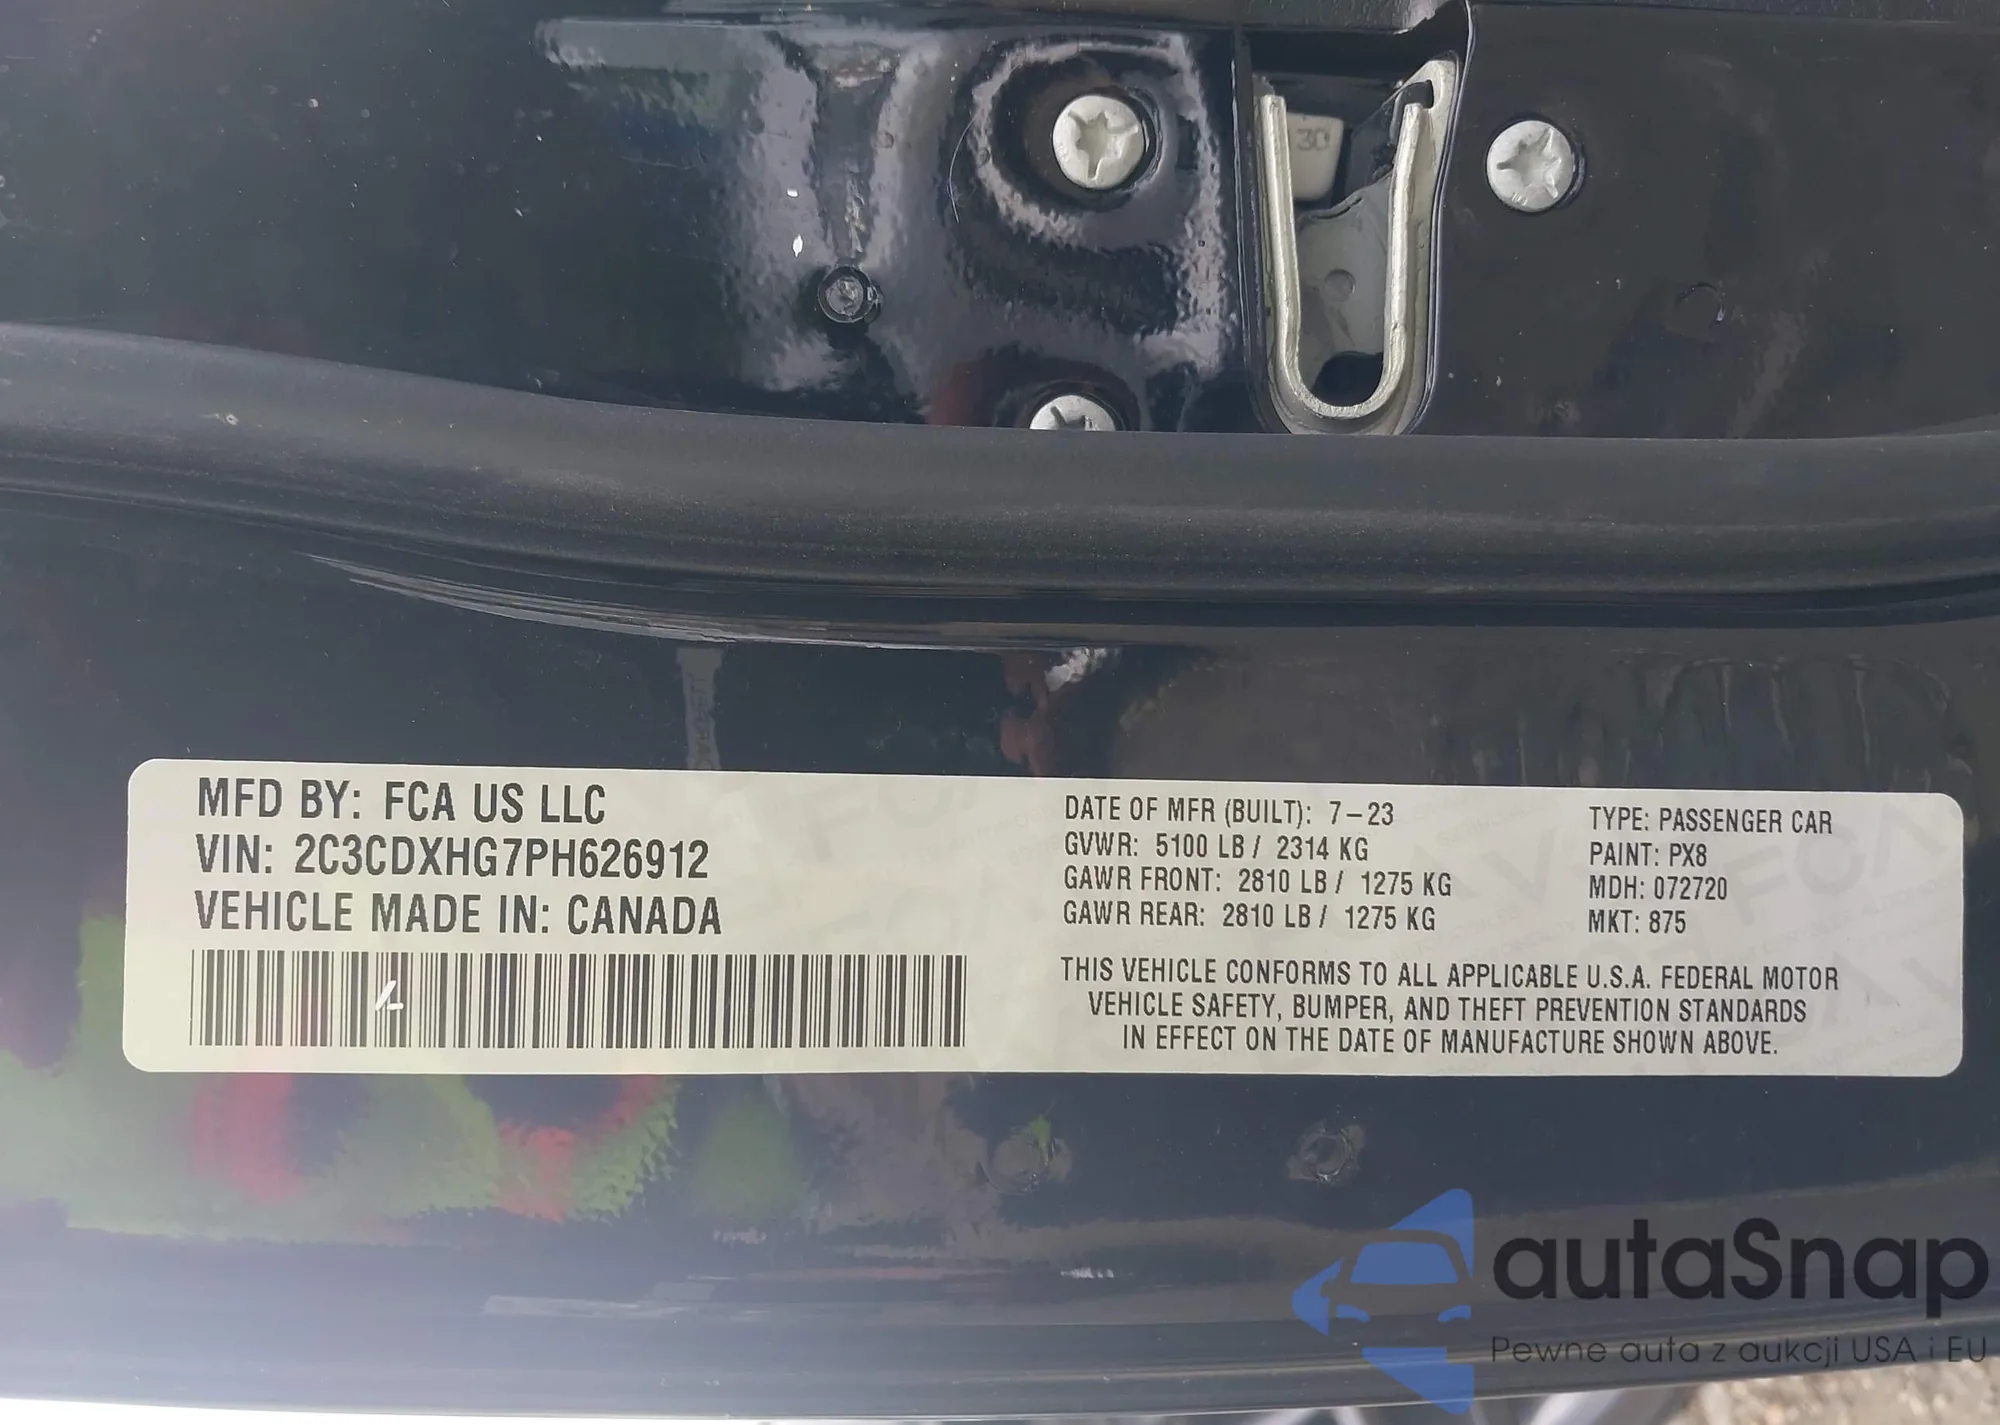 30
MFD BY: FCA US LLC
VIN: 2C3CDXHG7PH626912
VEHICLE MADE IN: CANADA
DATE OF MFR (BUILT): 7-23
GVWR: 5100 LB / 2314 KG
GAWR FRONT: 2810 LB / 1275 KG
GAWR REAR: 2810 LB / 1275 KG
TYPE: PASSENGER CAR
PAINT: PX8
MDH: 072720
MKT: 875
THIS VEHICLE CONFORMS TO ALL APPLICABLE U.S.A. FEDERAL MOTOR
VEHICLE SAFETY, BUMPER, AND THEFT PREVENTION STANDARDS
IN EFFECT ON THE DATE OF MANUFACTURE SHOWN ABOVE.
autaSnap
Pewne auta z aukcji USA i EU